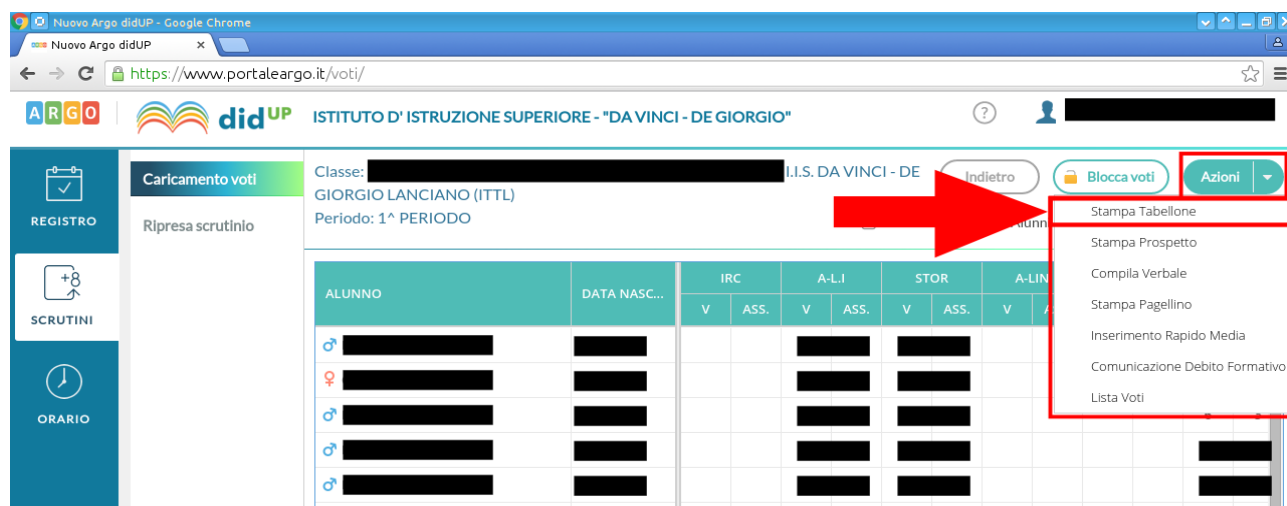 Nuovo Argo didUP - Google Chrome
Nuovo Argo didUP
https://www.portaleargo.it/voti/
ARGO didUP ISTITUTO D' ISTRUZIONE SUPERIORE - "DA VINCI - DE GIORGIO"
REGISTRO
SCRUTINI
ORARIO
Caricamento voti
Ripresa scrutinio
Classe: I.I.S. DA VINCI - DE
GIORGIO LANCIANO (ITTL)
Periodo: 1^ PERIODO
Indietro Blocca voti Azioni
Stampa Tabellone
Stampa Prospetto
Compila Verbale
Stampa Pagellino
Inserimento Rapido Media
Comunicazione Debito Formativo
Lista Voti
ALUNNO DATA NASC... IRC A-L.I STOR A-LIN
V ASS. V ASS. V ASS. V